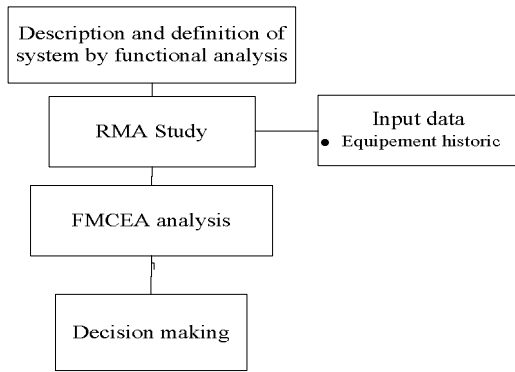 Description and definition of
system by functional analysis
RMA Study
Input data
• Equipement historic
FMCEA analysis
Decision making